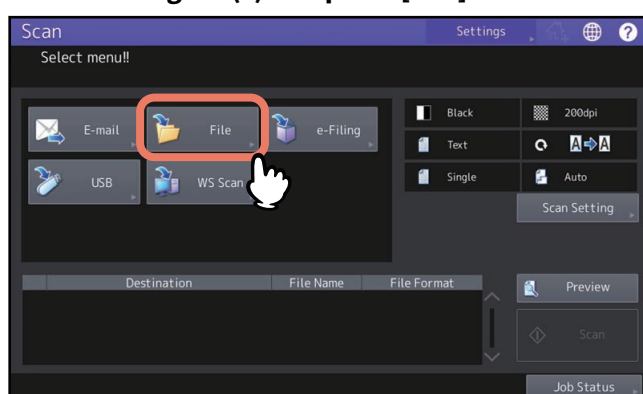 Scan
Settings
?
Select menu!!
E-mail
File
e-Filing
USB
WS Scan
Black
200dpi
Text
A A
Single
Auto
Scan Setting
Destination
File Name
File Format
Preview
Scan
Job Status